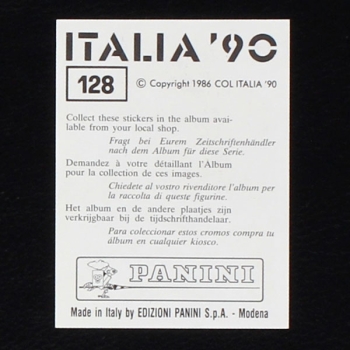 ITALIA '90
128
© Copyright 1986 COL ITALIA '90
Collect these stickers in the album avai-
lable from your local shop.
Fragt bei Eurem Zeitschriftenhändler
nach dem Album für diese Serie.
Demandez à votre détaillant l'Album
pour la collection de ces images.
Chiedete al vostro rivenditore l'album per
la raccolta di queste figurine.
Het album en de andere plaatjes zijn
verkrijgbaar bij de tijdschrifthandelaar.
Para coleccionar estos cromos compra tu
álbum en cualquier kiosco.
PANINI
Made in Italy by EDIZIONI PANINI S.p.A. - Modena